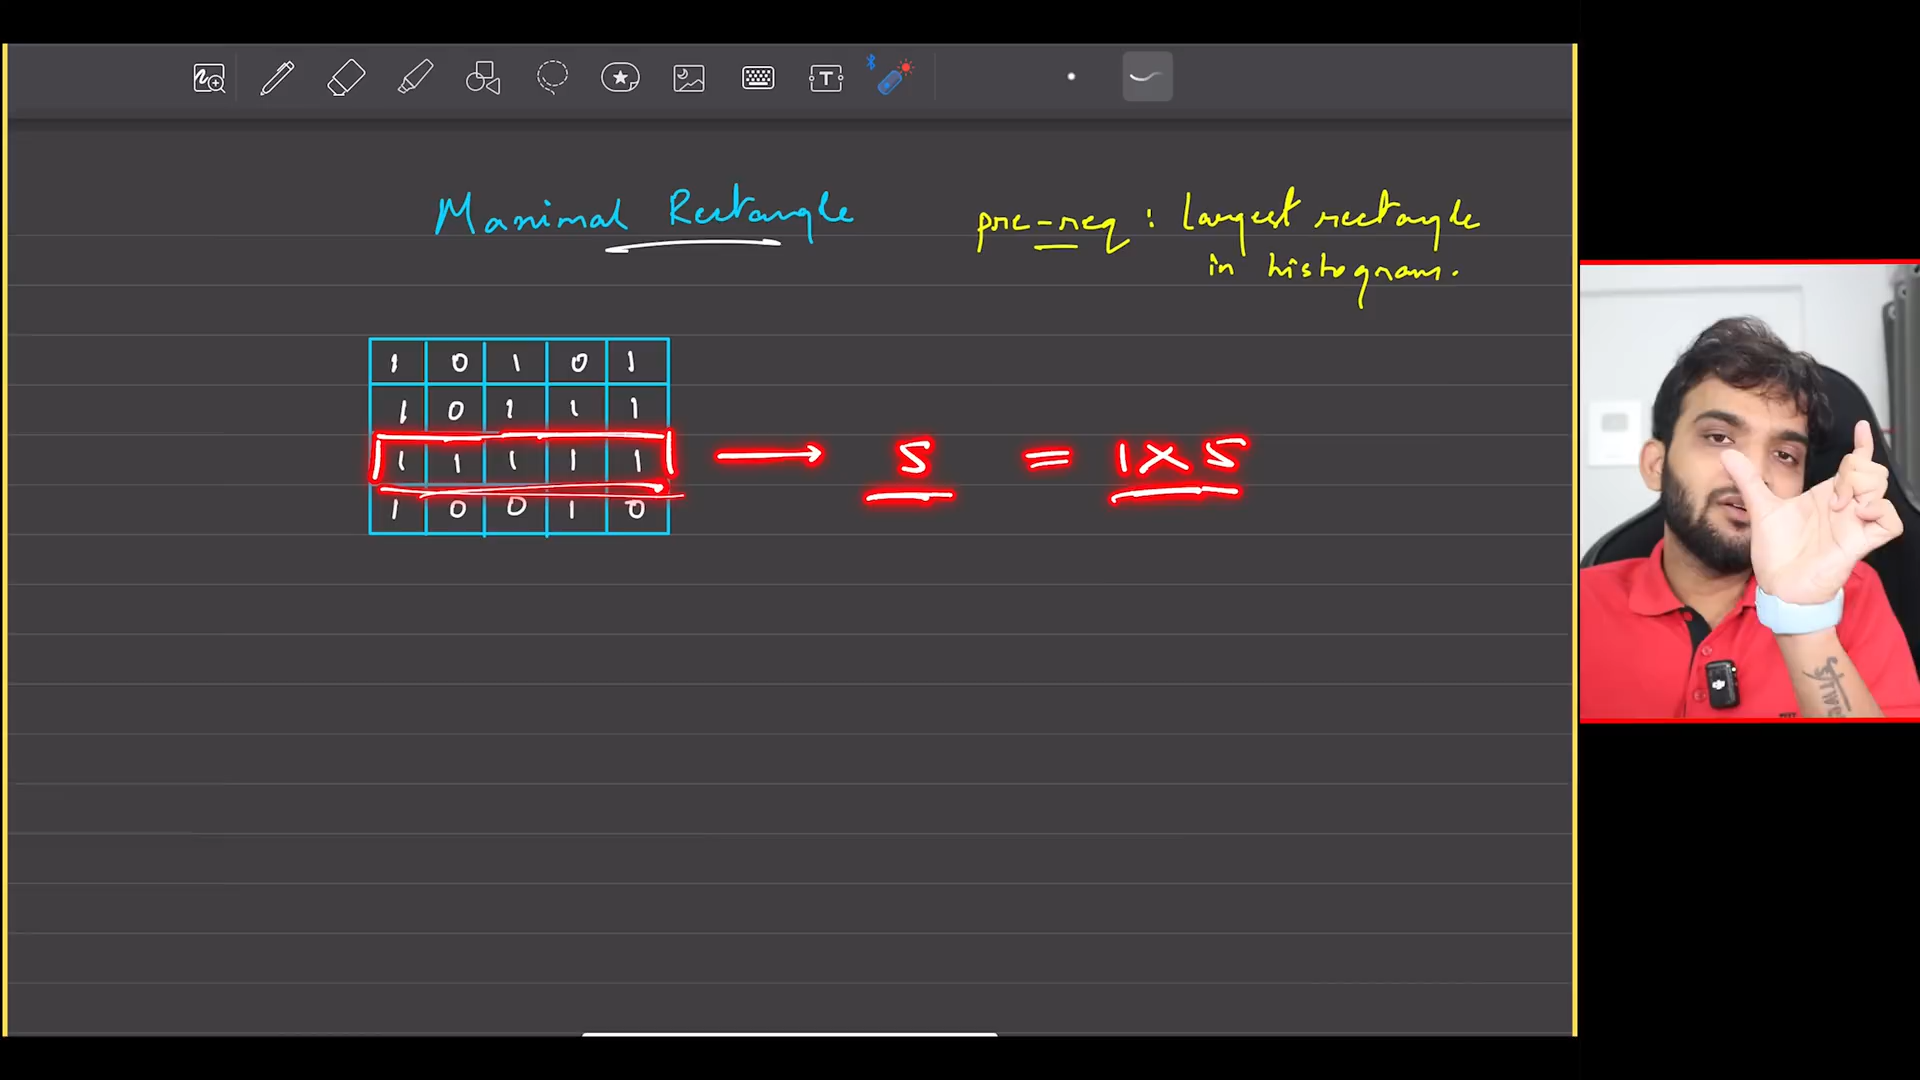 Maximal Rectangle
pre-req : largest rectangle
in histogram.
1 0 1 0 1
1 0 1 1 1
1 1 1 1 1 → 5 = 1 x 5
1 0 0 1 0
T